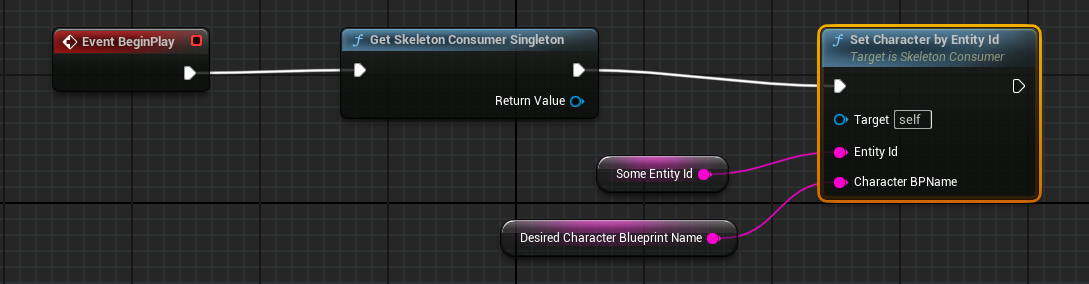 Event BeginPlay
f Get Skeleton Consumer Singleton
Return Value
f Set Character by Entity Id
Target is Skeleton Consumer
Target self
Entity Id
Some Entity Id
Character BPName
Desired Character Blueprint Name